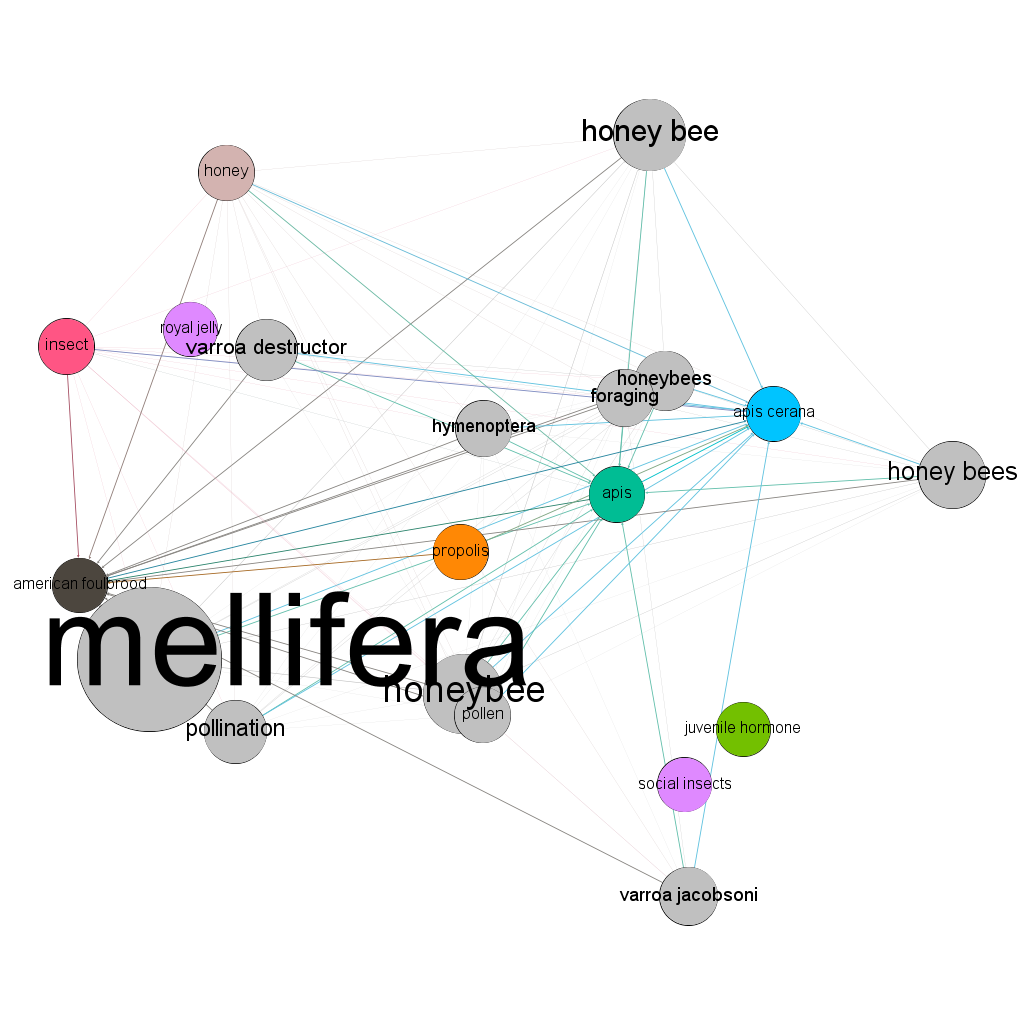 honey bee
honey
royal jelly
insect
varroa destructor
honeybees
foraging
apis cerana
hymenoptera
honey bees
apis
propolis
american foulbrood
mellifera
honeybee
pollen
pollination
juvenile hormone
social insects
varroa jacobsoni